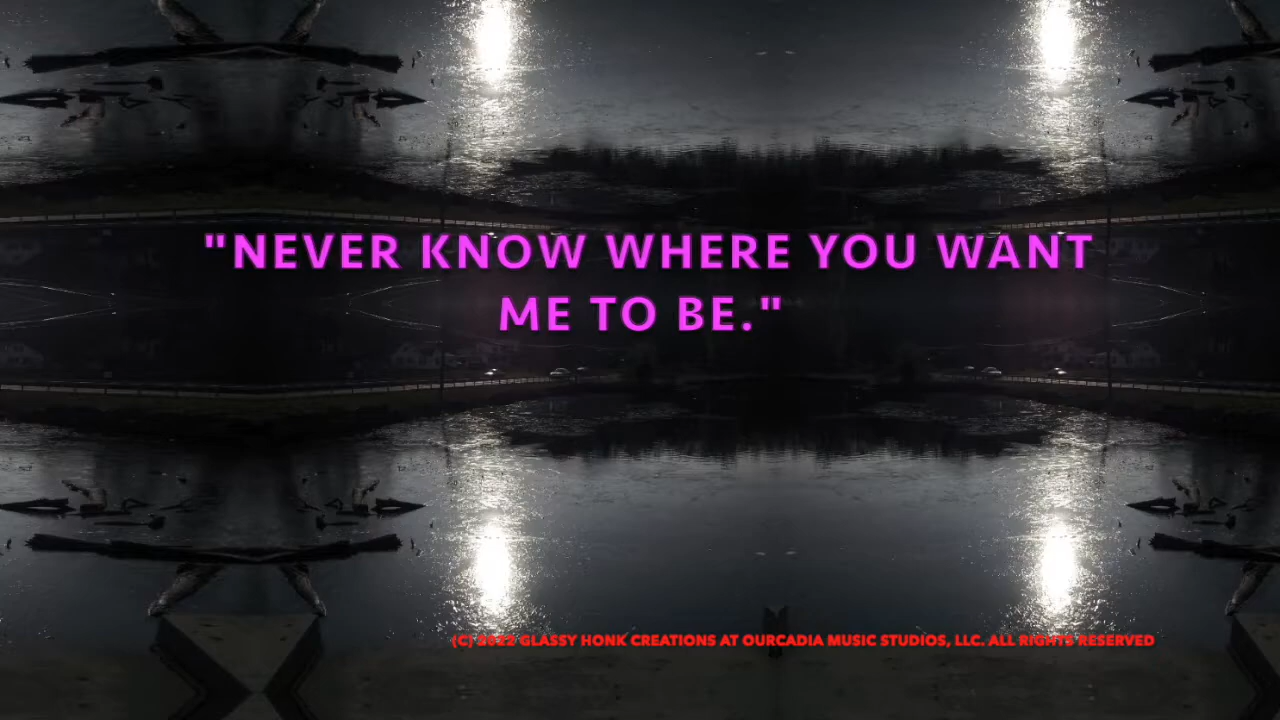 "NEVER KNOW WHERE YOU WANT
ME TO BE."
(C) 2022 GLASSY HONK CREATIONS AT OURCADIA MUSIC STUDIOS, LLC. ALL RIGHTS RESERVED